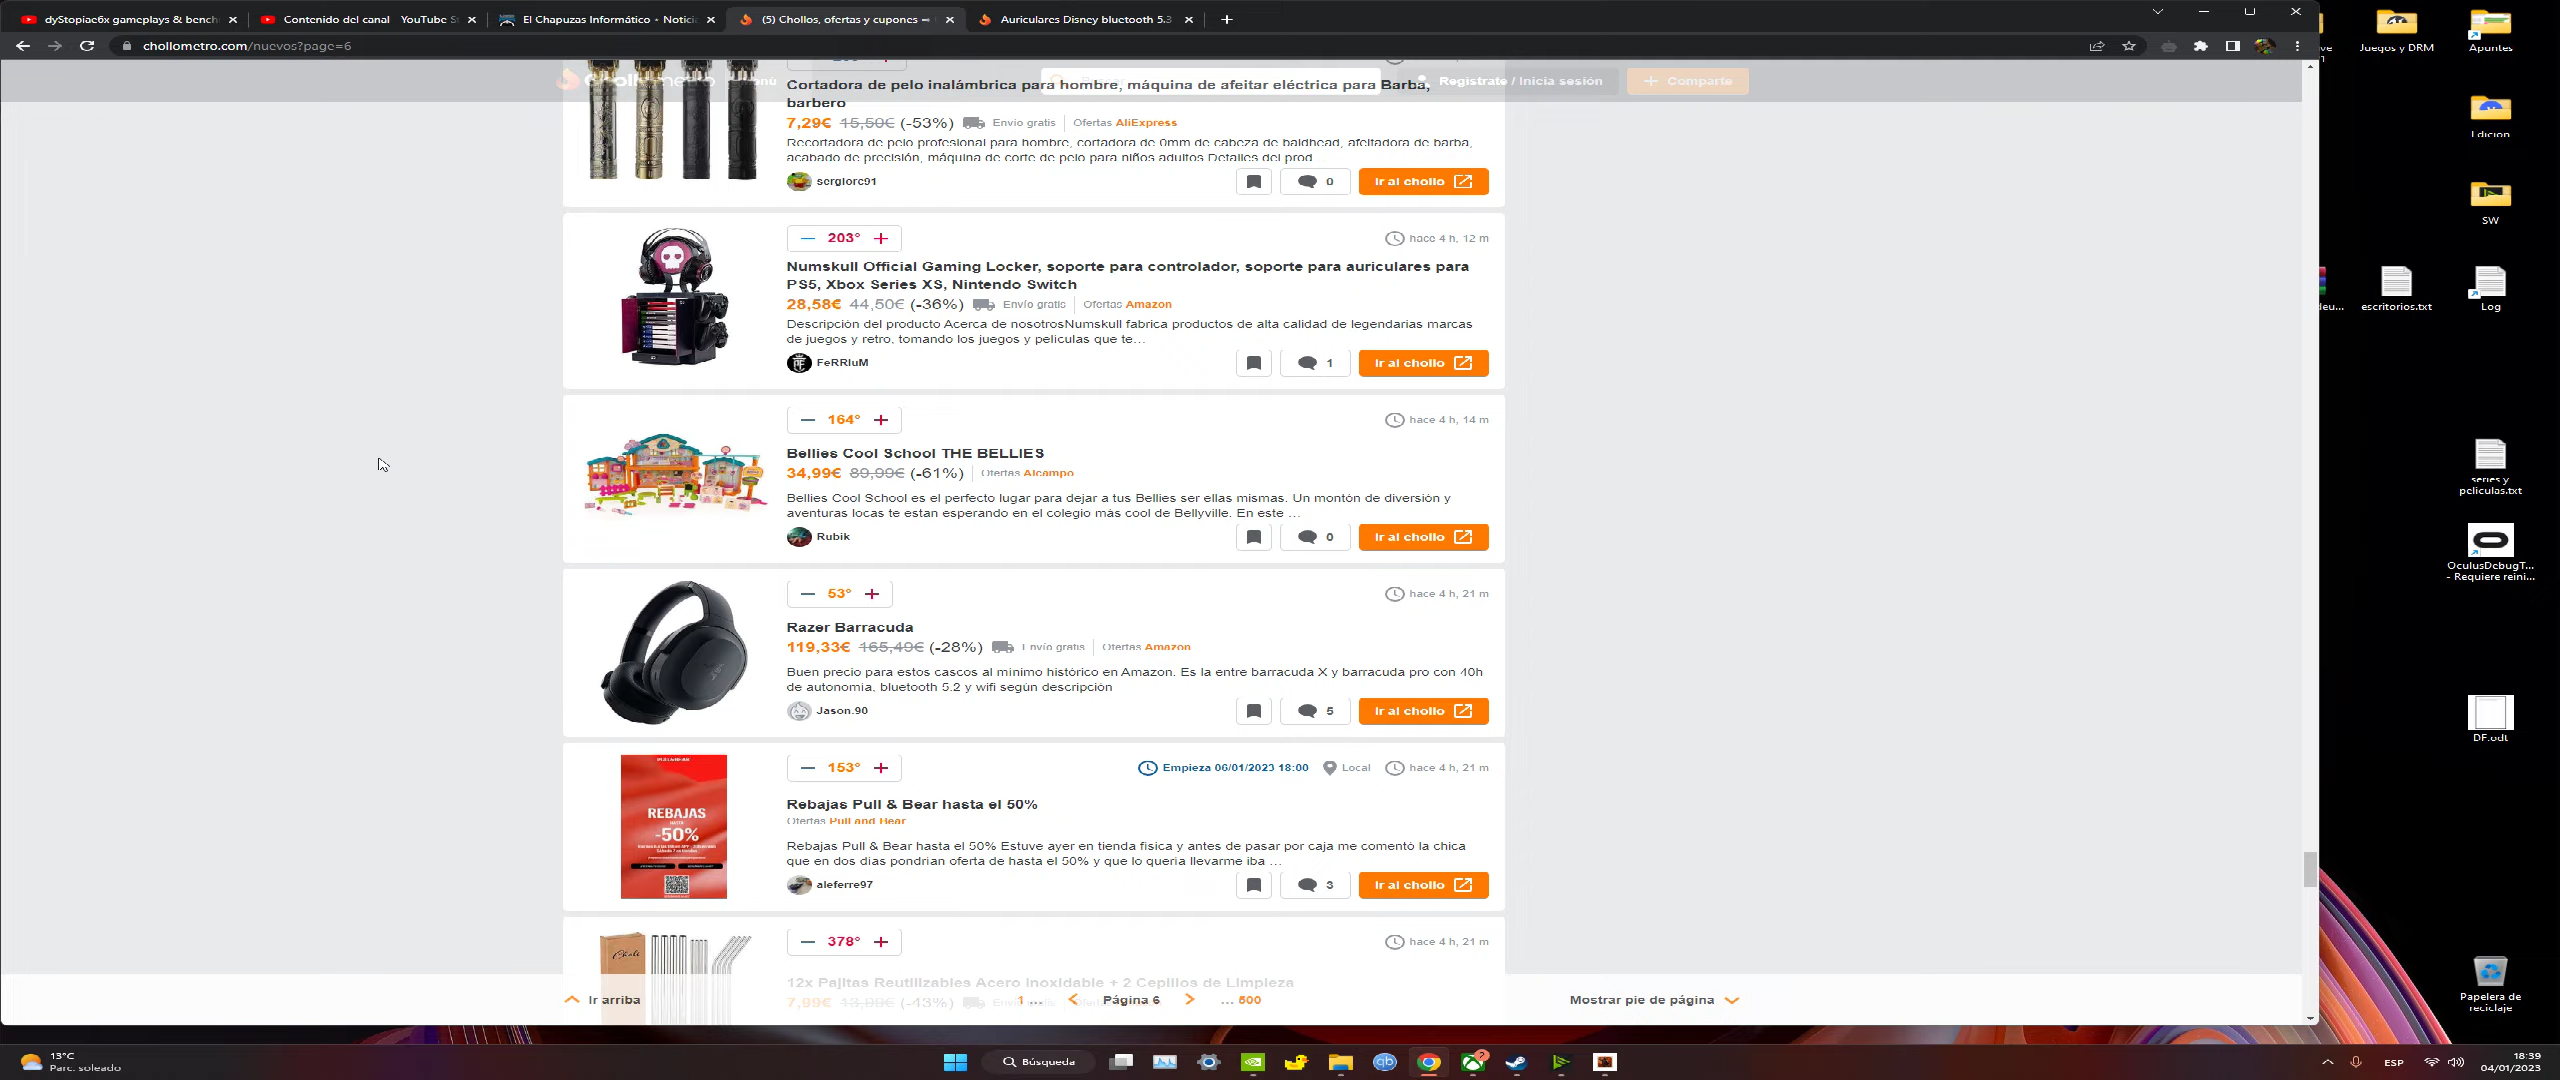 dyStopiae6x gameplays & bench
Contenido del canal - YouTube S
El Chapuzas Informático • Notici
(5) Chollos, ofertas y cupones
Auriculares Disney bluetooth 5.3
chollometro.com/nuevos?page=6
Chollometro
Regístrate / Inicia sesión
Comparte
Cortadora de pelo inalámbrica para hombre, máquina de afeitar eléctrica para Barba,
barbero
7,29€ 15,50€ (-53%) Envío gratis Ofertas AliExpress
Recortadora de pelo profesional para hombre, cortadora de 0mm de cabeza de baldhead, afeitadora de barba,
acabado de precisión, máquina de corte de pelo para niños adultos Detalles del prod...
sergiorc91
0
Ir al chollo
203°
hace 4 h, 12 m
Numskull Official Gaming Locker, soporte para controlador, soporte para auriculares para
PS5, Xbox Series XS, Nintendo Switch
28,58€ 44,50€ (-36%) Envío gratis Ofertas Amazon
Descripción del producto Acerca de nosotrosNumskull fabrica productos de alta calidad de legendarias marcas
de juegos y retro, tomando los juegos y películas que te…
FeRRIuM
1
Ir al chollo
164°
hace 4 h, 14 m
Bellies Cool School THE BELLIES
34,99€ 89,99€ (-61%) Ofertas Alcampo
Bellies Cool School es el perfecto lugar para dejar a tus Bellies ser ellas mismas. Un montón de diversión y
aventuras locas te estan esperando en el colegio más cool de Bellyville. En este …
Rubik
0
Ir al chollo
53°
hace 4 h, 21 m
Razer Barracuda
119,33€ 165,49€ (-28%) Envío gratis Ofertas Amazon
Buen precio para estos cascos al mínimo histórico en Amazon. Es la entre barracuda X y barracuda pro con 40h
de autonomía, bluetooth 5.2 y wifi según descripción
Jason.90
5
Ir al chollo
153°
Empieza 06/01/2023 18:00 Local hace 4 h, 21 m
REBAJAS
-50%
Rebajas Pull & Bear hasta el 50%
Ofertas Pull and Bear
Rebajas Pull & Bear hasta el 50% Estuve ayer en tienda física y antes de pasar por caja me comentó la chica
que en dos días pondrían oferta de hasta el 50% y que lo quería llevarme iba …
aleferre97
3
Ir al chollo
378°
hace 4 h, 21 m
12x Pajitas Reutilizables Acero Inoxidable + 2 Cepillos de Limpieza
7,99€ 13,99€ (-43%)
Ir arriba
1 ... Página 6 ... 500
Mostrar pie de página
Juegos y DRM
Apuntes
Edicion
SW
escritorios.txt
Log
series y
peliculas.txt
OculusDebugT...
- Requiere reini...
DF.odt
Papelera de
reciclaje
13°C
Parc. soleado
Búsqueda
2
ESP
18:39
04/01/2023